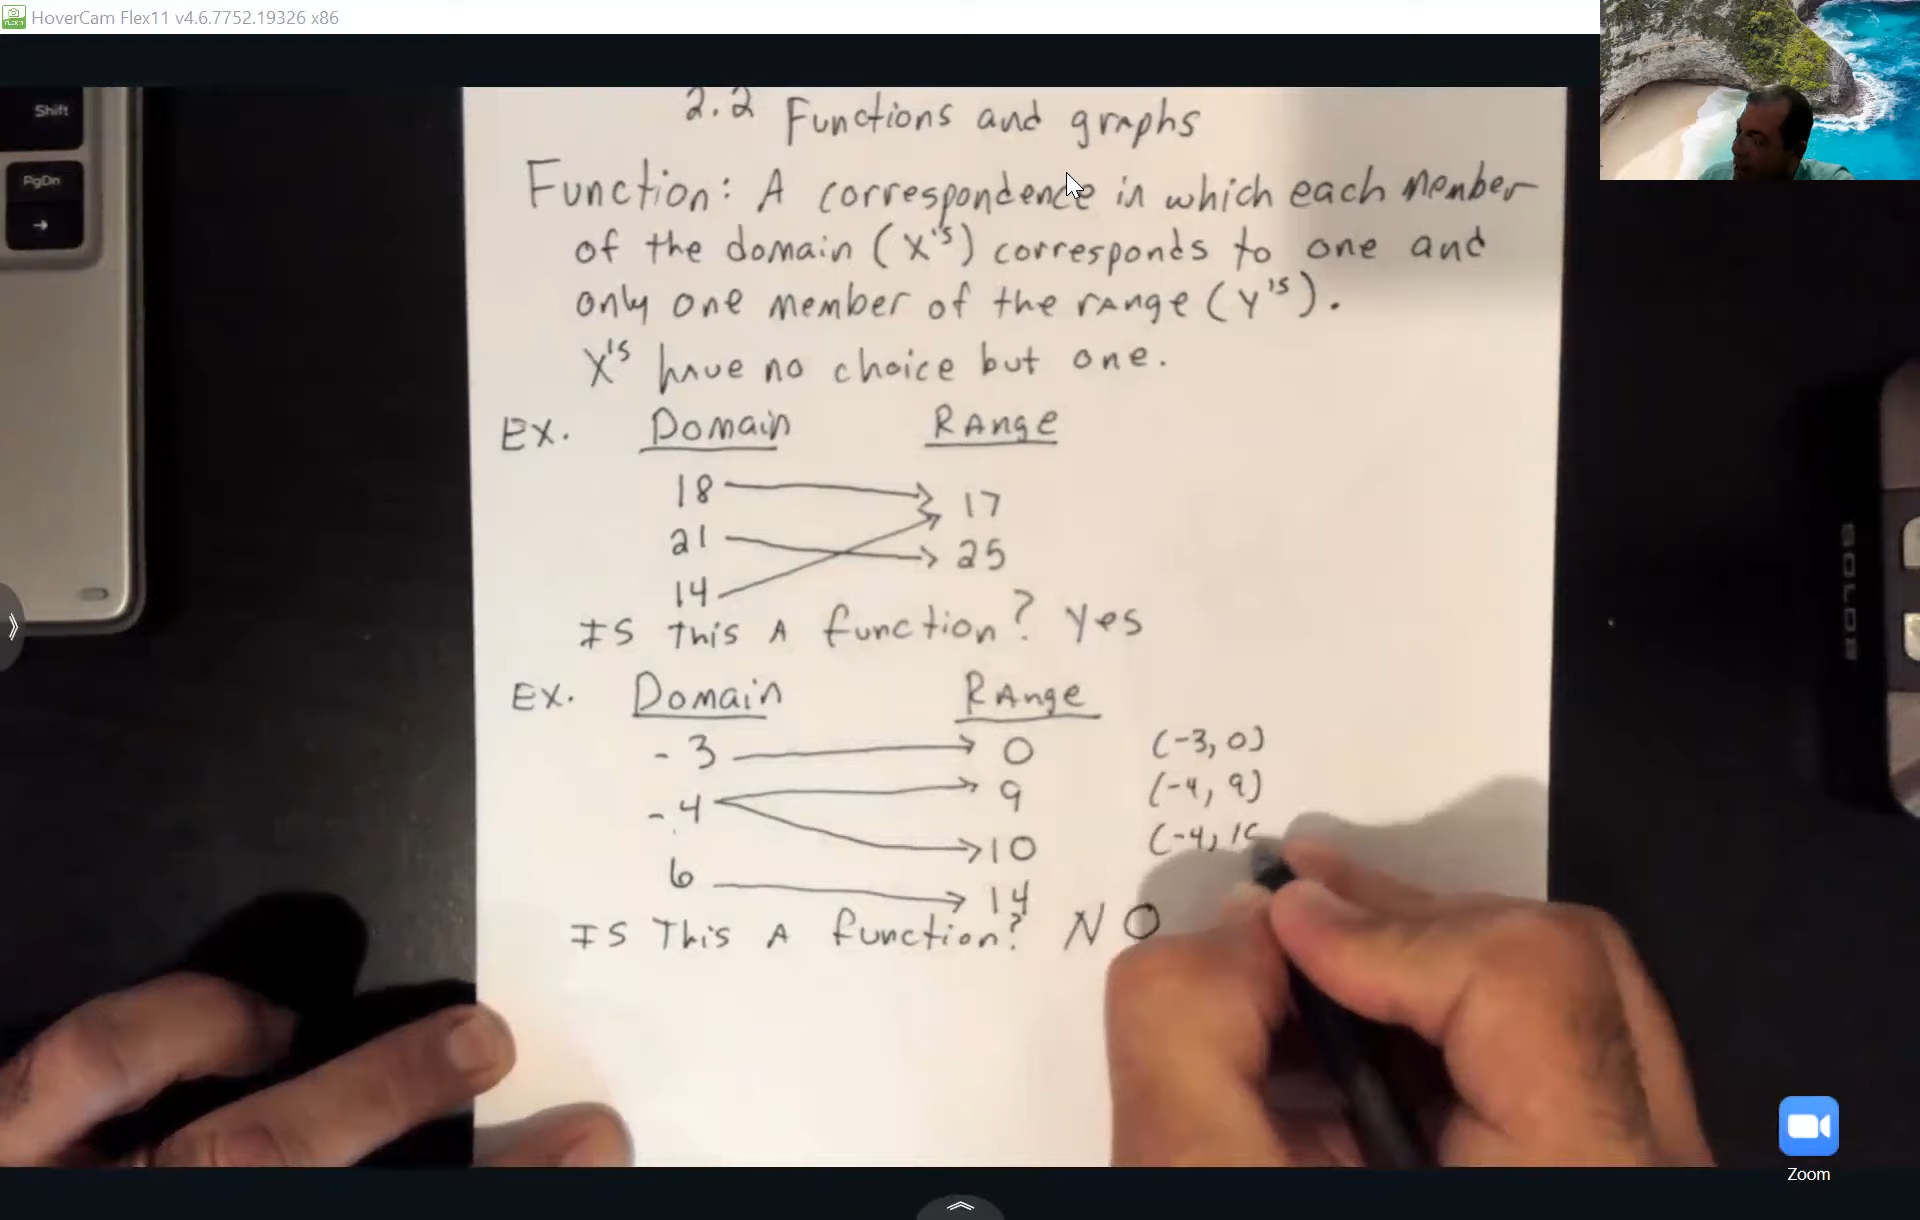 HoverCam Flex11 v4.6.7752.19326 x86
Shift
PgDn
2.2 Functions and graphs
Function: A correspondence in which each member
of the domain (X's) corresponds to one and
only one member of the range (Y's).
X's have no choice but one.
EX. Domain Range
18 17
21 25
14
Is This A function? Yes
EX. Domain Range
-3 0 (-3, 0)
-4 9 (-4, 9)
10 (-4, 10
6 14
Is This A function? NO
Zoom